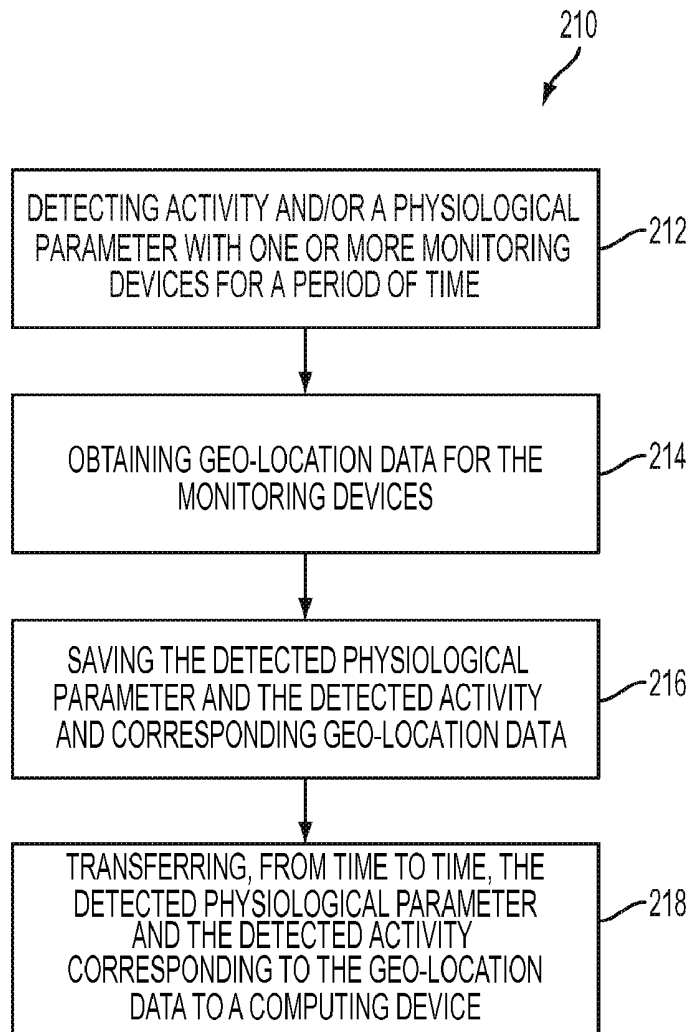 210
DETECTING ACTIVITY AND/OR A PHYSIOLOGICAL
PARAMETER WITH ONE OR MORE MONITORING
DEVICES FOR A PERIOD OF TIME
212
OBTAINING GEO-LOCATION DATA FOR THE
MONITORING DEVICES
214
SAVING THE DETECTED PHYSIOLOGICAL
PARAMETER AND THE DETECTED ACTIVITY
AND CORRESPONDING GEO-LOCATION DATA
216
TRANSFERRING, FROM TIME TO TIME, THE
DETECTED PHYSIOLOGICAL PARAMETER
AND THE DETECTED ACTIVITY
CORRESPONDING TO THE GEO-LOCATION
DATA TO A COMPUTING DEVICE
218